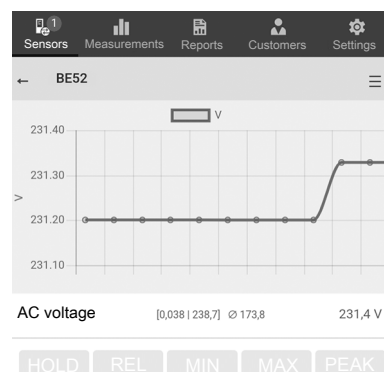 1
Sensors Measurements Reports Customers Settings
← BE52 ☰
V
231.40
231.30
V
231.20
231.10
AC voltage [0,038 | 238,7] ∅ 173,8 231,4 V
HOLD REL MIN MAX PEAK